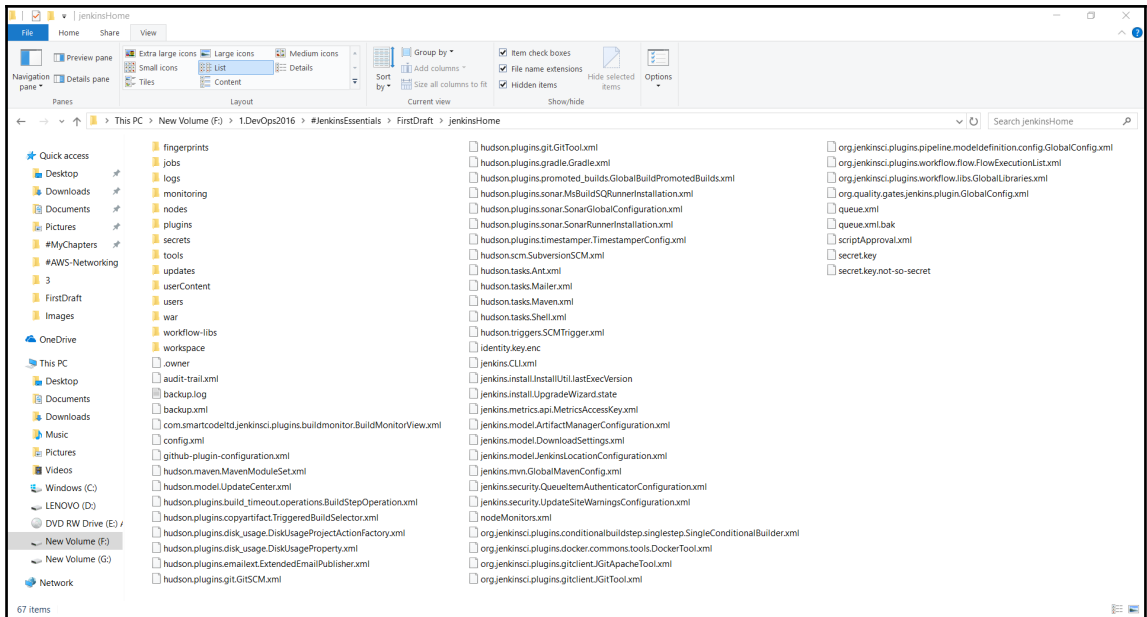 jenkinsHome
File Home Share View
Navigation pane
Preview pane
Details pane
Panes
Extra large icons Large icons Medium icons
Small icons List Details
Tiles Content
Layout
Sort by
Group by
Add columns
Size all columns to fit
Current view
Item check boxes
File name extensions
Hidden items
Hide selected items
Show/hide
Options
This PC > New Volume (F:) > 1.DevOps2016 > #JenkinsEssentials > FirstDraft > jenkinsHome
Search jenkinsHome
Quick access
Desktop
Downloads
Documents
Pictures
#MyChapters
#AWS-Networking
3
FirstDraft
Images
OneDrive
This PC
Desktop
Documents
Downloads
Music
Pictures
Videos
Windows (C:)
LENOVO (D:)
DVD RW Drive (E:) A
New Volume (F:)
New Volume (G:)
Network
fingerprints
jobs
logs
monitoring
nodes
plugins
secrets
tools
updates
userContent
users
war
workflow-libs
workspace
.owner
audit-trail.xml
backup.log
backup.xml
com.smartcodeltd.jenkinsci.plugins.buildmonitor.BuildMonitorView.xml
config.xml
github-plugin-configuration.xml
hudson.maven.MavenModuleSet.xml
hudson.model.UpdateCenter.xml
hudson.plugins.build_timeout.operations.BuildStepOperation.xml
hudson.plugins.copyartifact.TriggeredBuildSelector.xml
hudson.plugins.disk_usage.DiskUsageProjectActionFactory.xml
hudson.plugins.disk_usage.DiskUsageProperty.xml
hudson.plugins.emailext.ExtendedEmailPublisher.xml
hudson.plugins.git.GitSCM.xml
hudson.plugins.git.GitTool.xml
hudson.plugins.gradle.Gradle.xml
hudson.plugins.promoted_builds.GlobalBuildPromotedBuilds.xml
hudson.plugins.sonar.MsBuildSQRunnerInstallation.xml
hudson.plugins.sonar.SonarGlobalConfiguration.xml
hudson.plugins.sonar.SonarRunnerInstallation.xml
hudson.plugins.timestamper.TimestamperConfig.xml
hudson.scm.SubversionSCM.xml
hudson.tasks.Ant.xml
hudson.tasks.Mailer.xml
hudson.tasks.Maven.xml
hudson.tasks.Shell.xml
hudson.triggers.SCMTrigger.xml
identity.key.enc
jenkins.CLI.xml
jenkins.install.InstallUtil.lastExecVersion
jenkins.install.UpgradeWizard.state
jenkins.metrics.api.MetricsAccessKey.xml
jenkins.model.ArtifactManagerConfiguration.xml
jenkins.model.DownloadSettings.xml
jenkins.model.JenkinsLocationConfiguration.xml
jenkins.mvn.GlobalMavenConfig.xml
jenkins.security.QueueItemAuthenticatorConfiguration.xml
jenkins.security.UpdateSiteWarningsConfiguration.xml
nodeMonitors.xml
org.jenkinsci.plugins.conditionalbuildstep.singlestep.SingleConditionalBuilder.xml
org.jenkinsci.plugins.docker.commons.tools.DockerTool.xml
org.jenkinsci.plugins.gitclient.JGitApacheTool.xml
org.jenkinsci.plugins.gitclient.JGitTool.xml
org.jenkinsci.plugins.pipeline.modeldefinition.config.GlobalConfig.xml
org.jenkinsci.plugins.workflow.flow.FlowExecutionList.xml
org.jenkinsci.plugins.workflow.libs.GlobalLibraries.xml
org.quality.gates.jenkins.plugin.GlobalConfig.xml
queue.xml
queue.xml.bak
scriptApproval.xml
secret.key
secret.key.not-so-secret
67 items